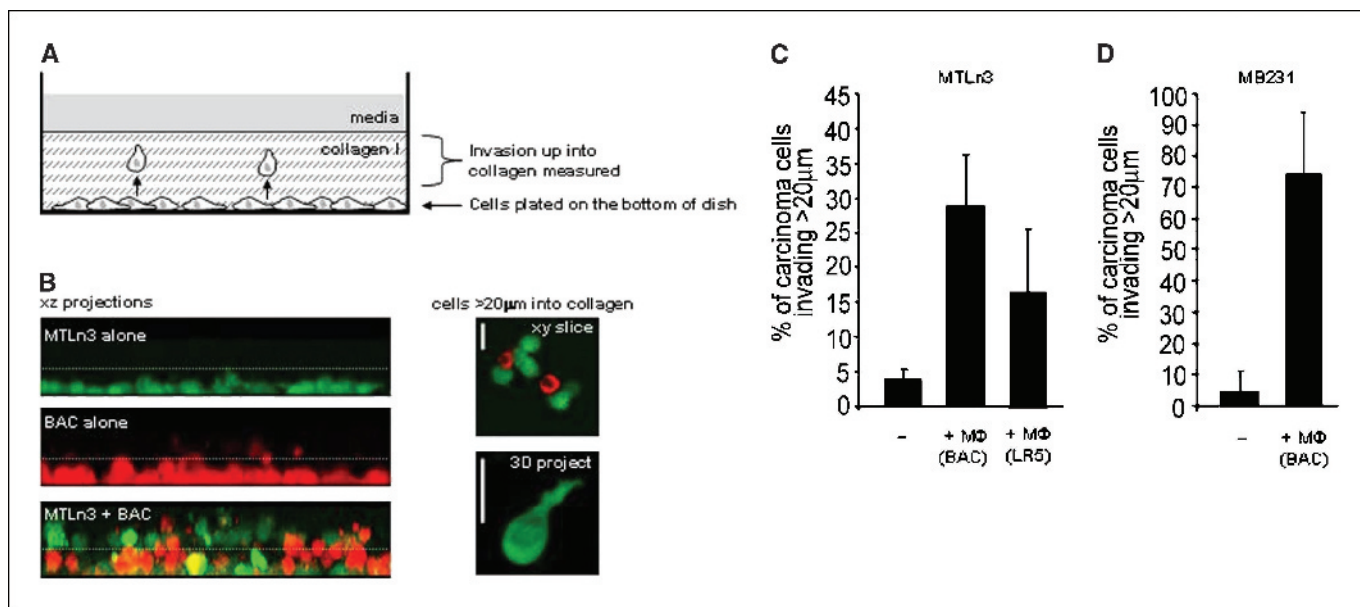 A
media
collagen I
Invasion up into
collagen measured
Cells plated on the bottom of dish
B
xz projections
MTLn3 alone
BAC alone
MTLn3 + BAC
cells >20μm into collagen
xy slice
3D project
C
MTLn3
% of carcinoma cells
invading >20μm
45
40
35
30
25
20
15
10
5
0
-
+ MΦ
(BAC)
+ MΦ
(LR5)
D
MB231
% of carcinoma cells
invading >20μm
100
90
80
70
60
50
40
30
20
10
0
-
+ MΦ
(BAC)